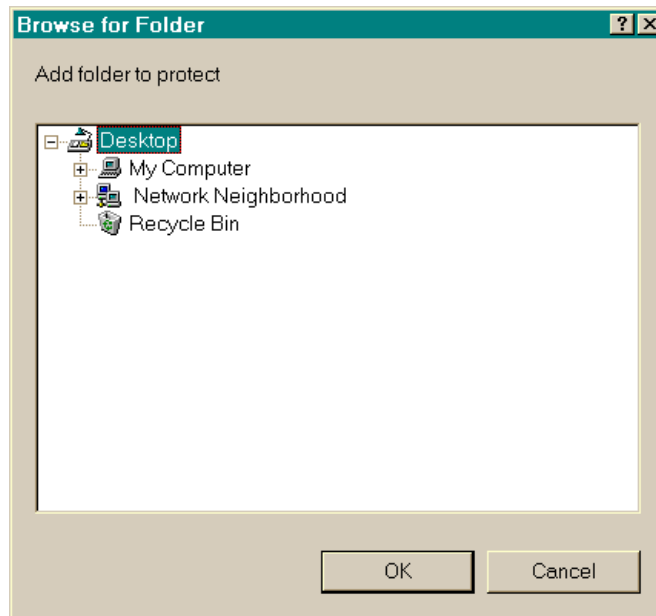 Browse for Folder
Add folder to protect
Desktop
My Computer
Network Neighborhood
Recycle Bin
OK Cancel